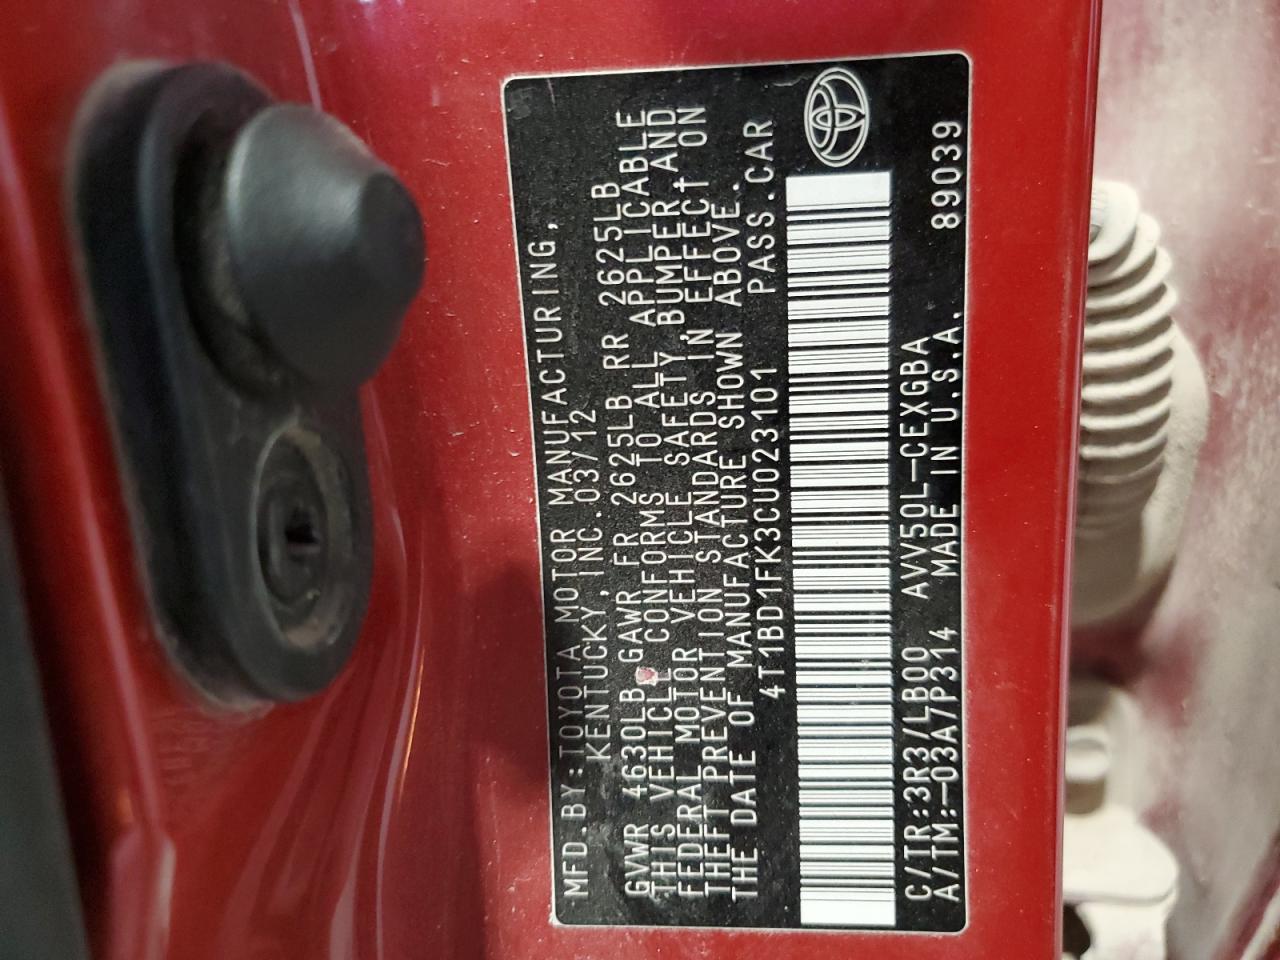 MFD.BY:TOYOTA MOTOR MANUFACTURING,
KENTUCKY,INC.03/12
GVWR 4630LB GAWR FR 2625LB RR 2625LB
THIS VEHICLE CONFORMS TO ALL APPLICABLE
FEDERAL MOTOR VEHICLE SAFETY,BUMPER,AND
THEFT PREVENTION STANDARDS IN EFFECT ON
THE DATE OF MANUFACTURE SHOWN ABOVE.
4T1BD1FK3CU023101 PASS.CAR
C/TR:3R3/LB00 AVV50L-CEXGBA
A/TM:-03A/P314 MADE IN U.S.A. 89039